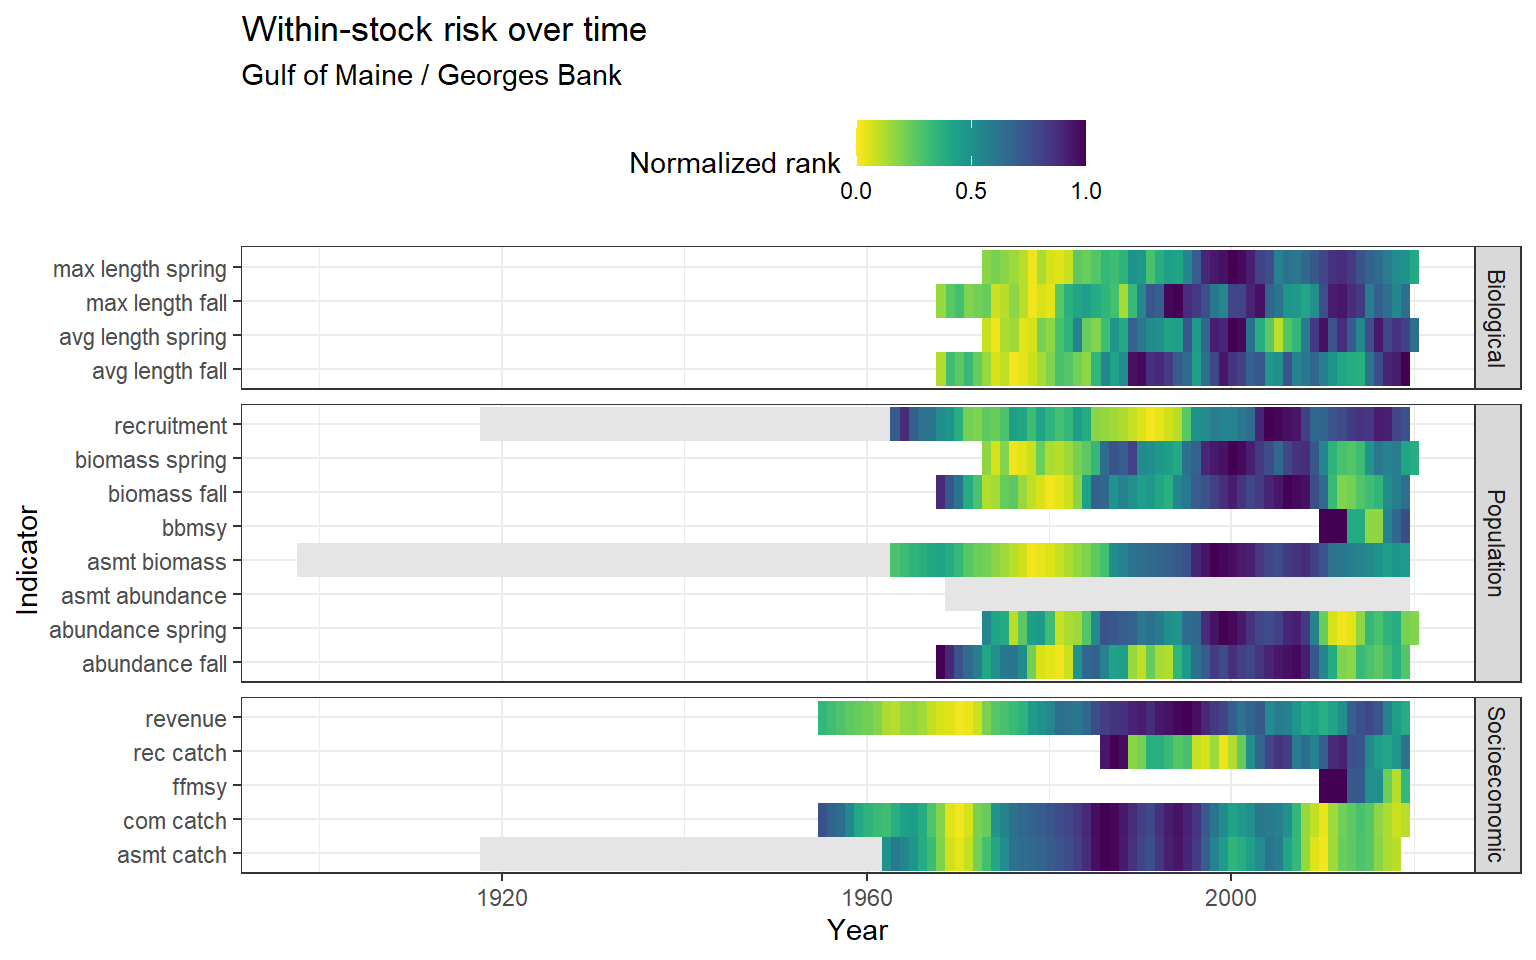 Within-stock risk over time
Gulf of Maine / Georges Bank
Normalized rank
0.0 0.5 1.0
Indicator
max length spring
max length fall
avg length spring
avg length fall
Biological
recruitment
biomass spring
biomass fall
bbmsy
asmt biomass
asmt abundance
abundance spring
abundance fall
Population
revenue
rec catch
ffmsy
com catch
asmt catch
Socioeconomic
1920 1960 2000
Year